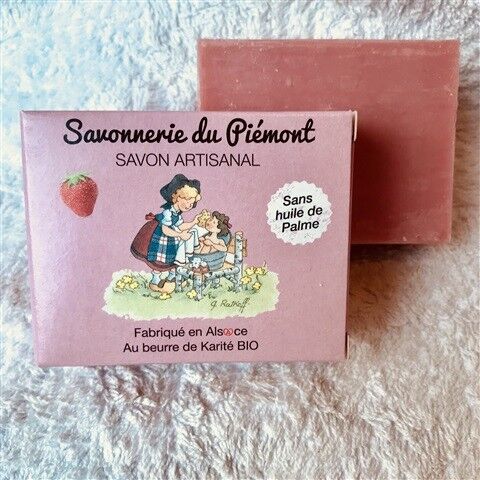 Savonnerie du Piémont
SAVON ARTISANAL
Sans
huile de
Palme
Fabriqué en Alsace
Au beurre de Karité BIO